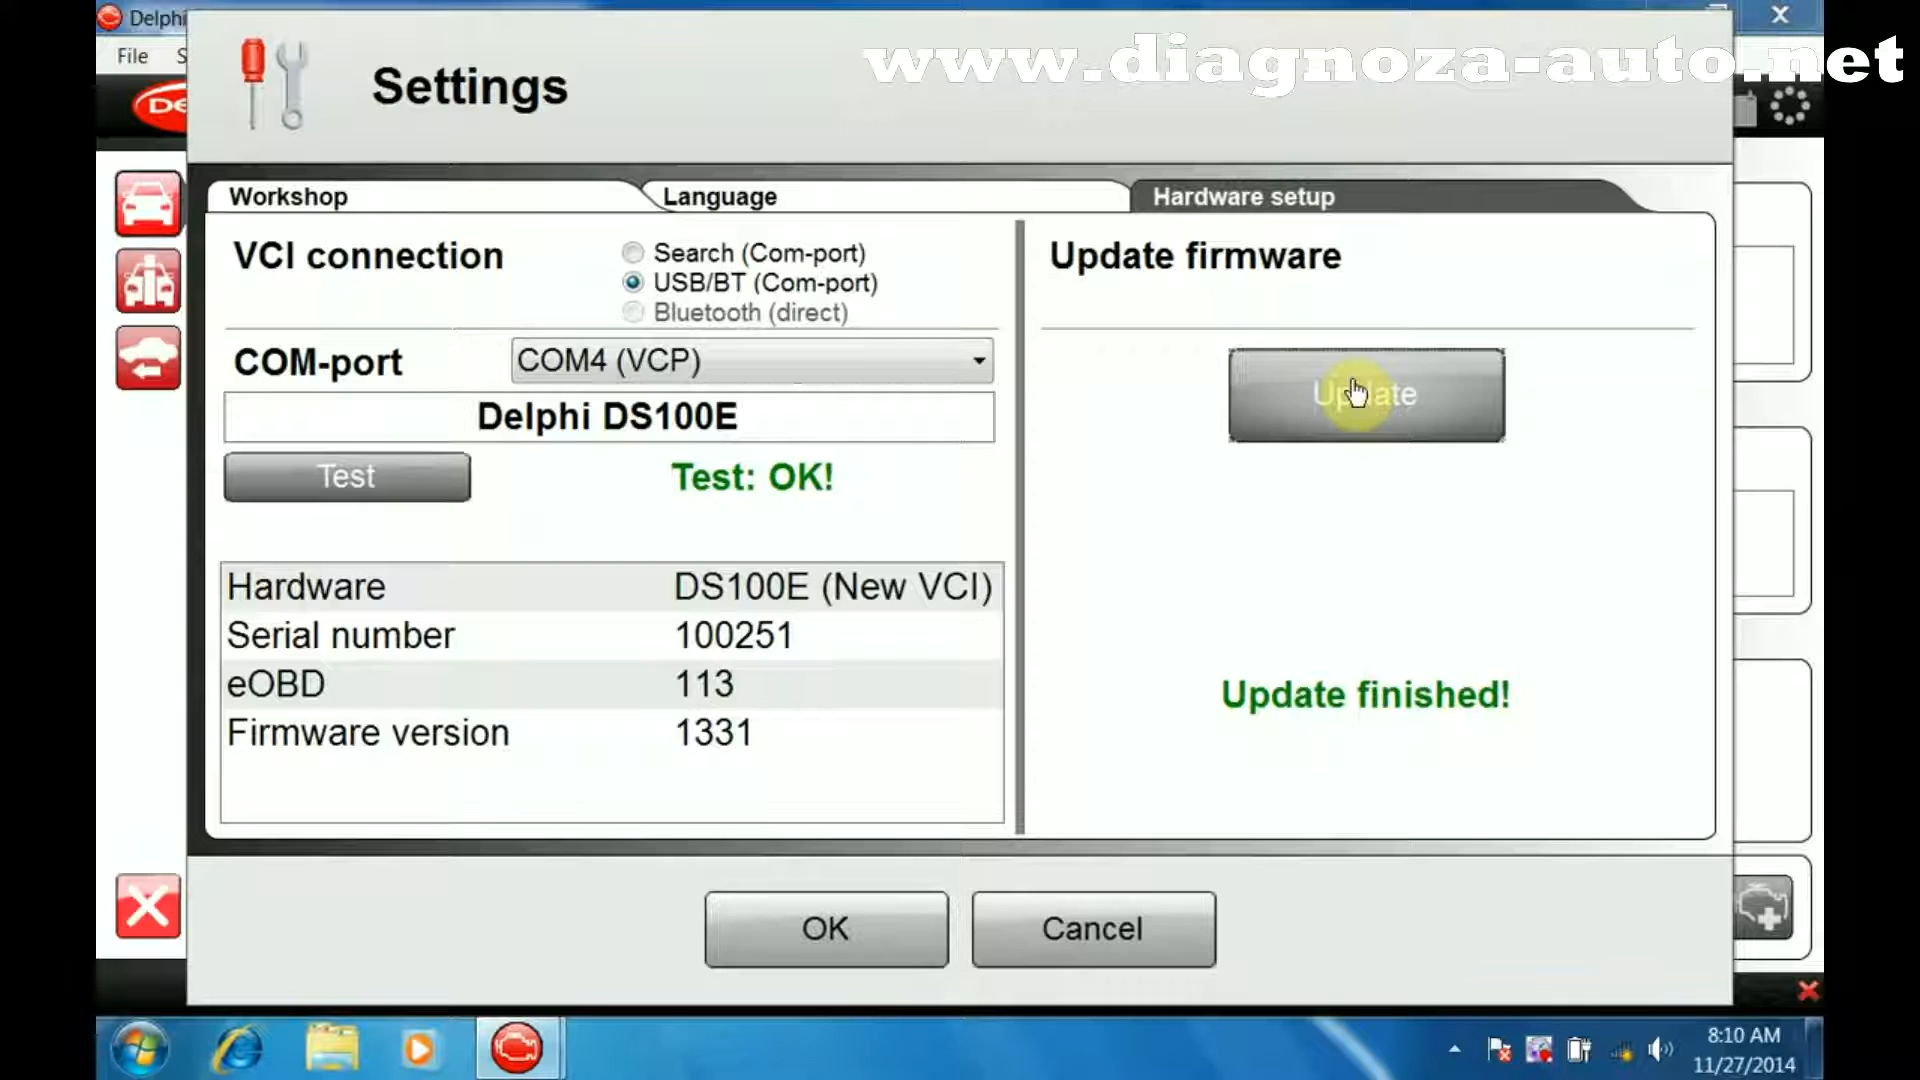 Delphi
www.diagnoza-auto.net
File S
DE
Settings
Workshop
Language
Hardware setup
VCI connection
Search (Com-port)
USB/BT (Com-port)
Bluetooth (direct)
COM-port
COM4 (VCP)
Delphi DS100E
Test
Test: OK!
Hardware DS100E (New VCI)
Serial number 100251
eOBD 113
Firmware version 1331
Update firmware
Update
Update finished!
OK
Cancel
8:10 AM
11/27/2014